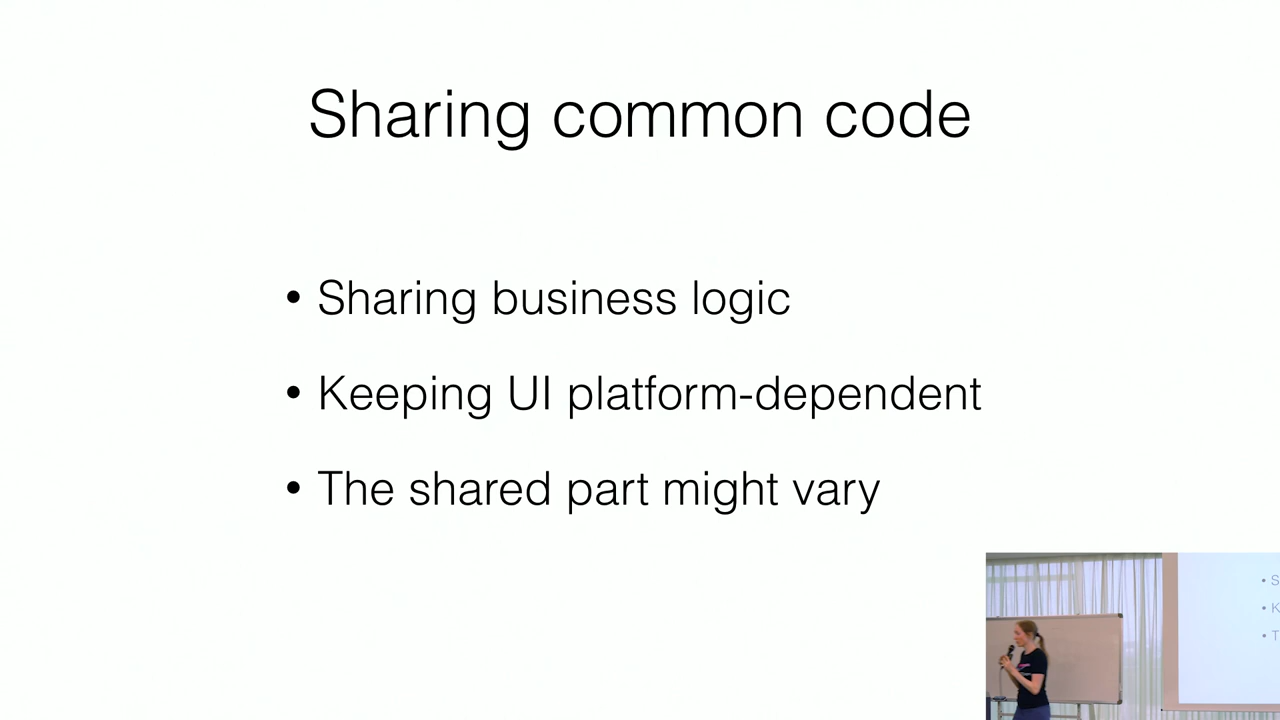 Sharing common code
• Sharing business logic
• Keeping UI platform-dependent
• The shared part might vary
• S
• K
• T